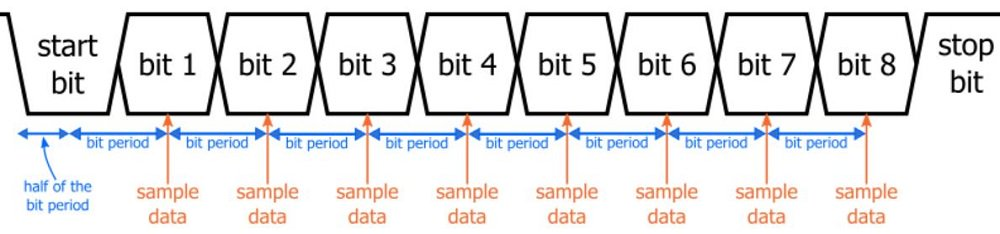 start
bit
bit 1
bit 2
bit 3
bit 4
bit 5
bit 6
bit 7
bit 8
stop
bit
bit period
bit period
bit period
bit period
bit period
bit period
bit period
bit period
half of the
bit period
sample
data
sample
data
sample
data
sample
data
sample
data
sample
data
sample
data
sample
data